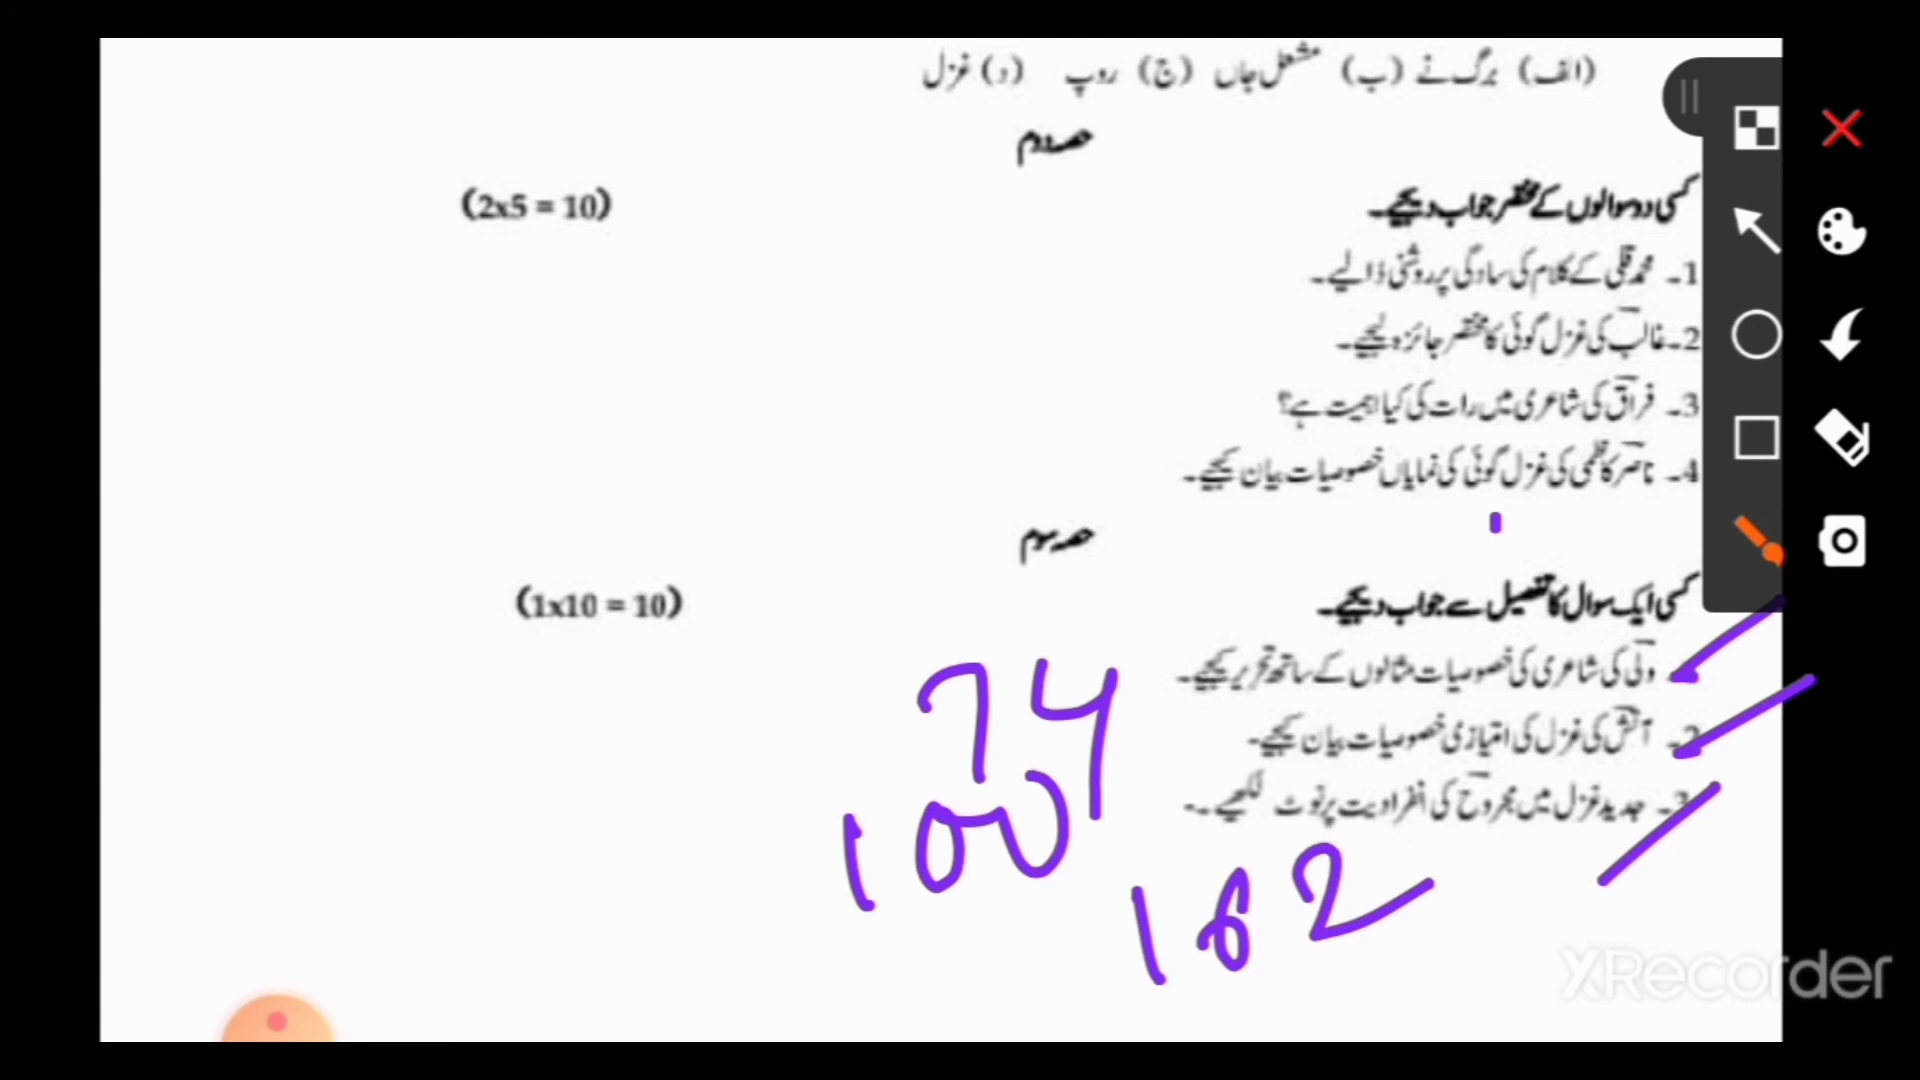 (الف) برگ نے (ب) مشعل جاں (ج) روپ (د) غزل
حصہ دوم
کسی دو سوالوں کے مختصر جواب دیجیے۔ (2x5 = 10)
1۔ محمد قلی کے کلام کی سادگی پر روشنی ڈالیے۔
2۔ غالب کی غزل گوئی کا مختصر جائزہ لیجیے۔
3۔ فراق کی شاعری میں رات کی کیا اہمیت ہے؟
4۔ ناصر کاظمی کی غزل گوئی کی نمایاں خصوصیات بیان کیجیے۔
حصہ سوم
کسی ایک سوال کا تفصیل سے جواب دیجیے۔ (1x10 = 10)
ولی کی شاعری کی خصوصیات مثالوں کے ساتھ تحریر کیجیے۔
2۔ آتش کی غزل کی امتیازی خصوصیات بیان کیجیے۔
3۔ جدید غزل میں مجروح کی انفرادیت پر نوٹ لکھیے ۔۔
74
100
182
XRecorder